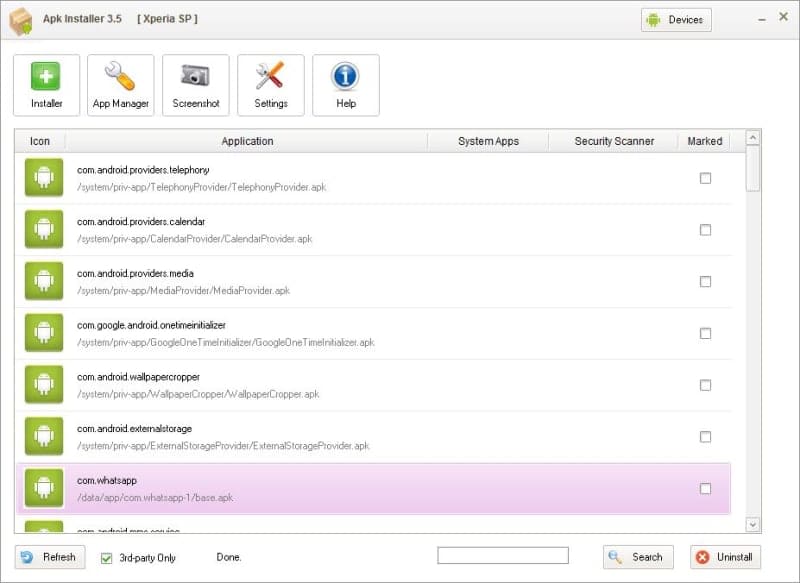 Apk Installer 3.5 [ Xperia SP ]
Devices
Installer
App Manager
Screenshot
Settings
Help
Icon Application System Apps Security Scanner Marked
com.android.providers.telephony
/system/priv-app/TelephonyProvider/TelephonyProvider.apk
com.android.providers.calendar
/system/priv-app/CalendarProvider/CalendarProvider.apk
com.android.providers.media
/system/priv-app/MediaProvider/MediaProvider.apk
com.google.android.onetimeinitializer
/system/priv-app/GoogleOneTimeInitializer/GoogleOneTimeInitializer.apk
com.android.wallpapercropper
/system/priv-app/WallpaperCropper/WallpaperCropper.apk
com.android.externalstorage
/system/priv-app/ExternalStorageProvider/ExternalStorageProvider.apk
com.whatsapp
/data/app/com.whatsapp-1/base.apk
com.android.mms.service
Refresh 3rd-party Only Done. Search Uninstall